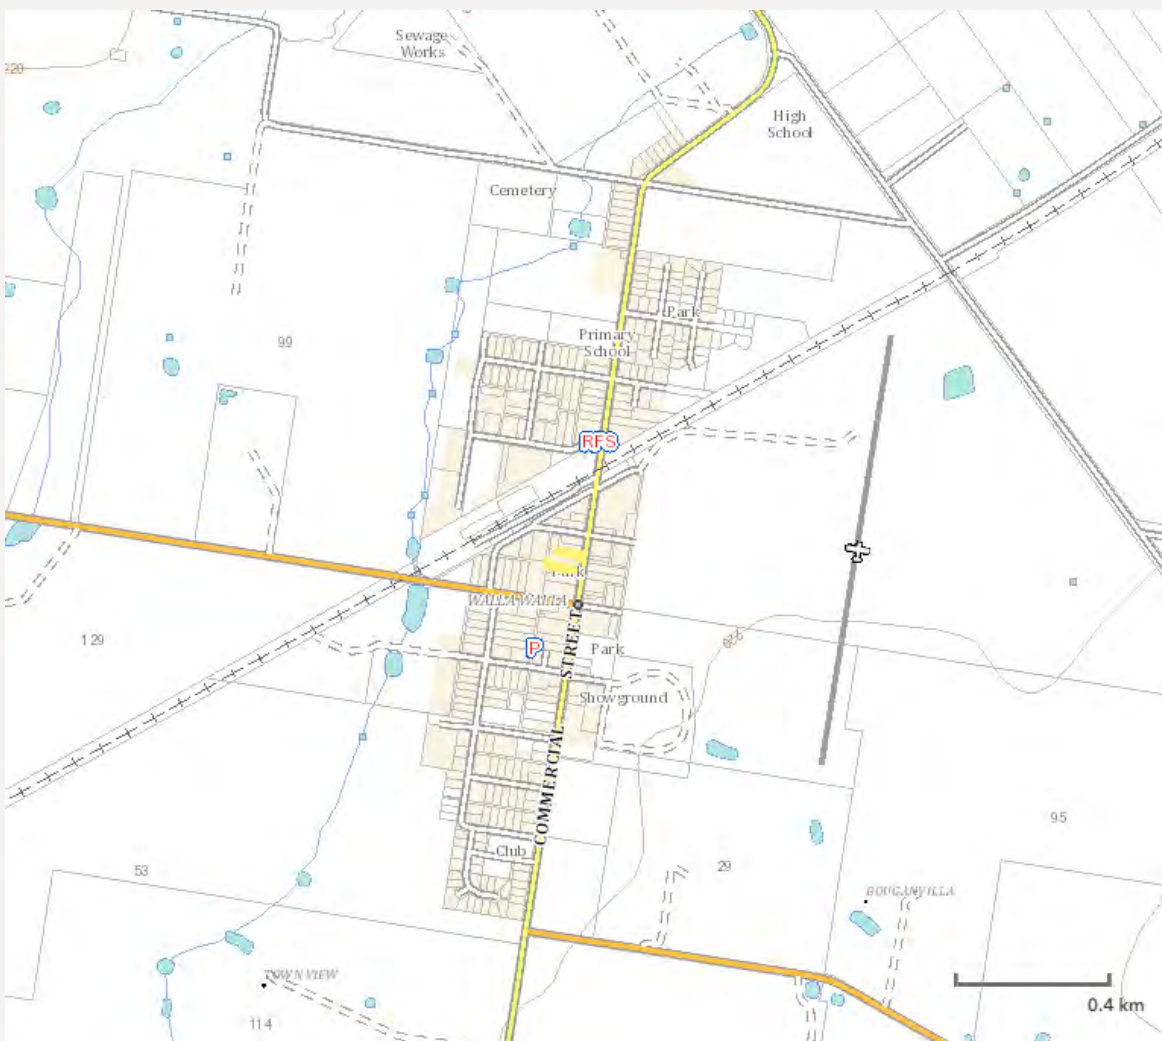 Sewage
Works
220
High
School
Cemetery
Park
Primary
School
99
RFS
Park
WALLA WALLA
129
P
STREET
Park
220
Showground
COMMERCIAL
95
Club
53
29
BOUGANVILLA
TOWN VIEW
0.4 km
114